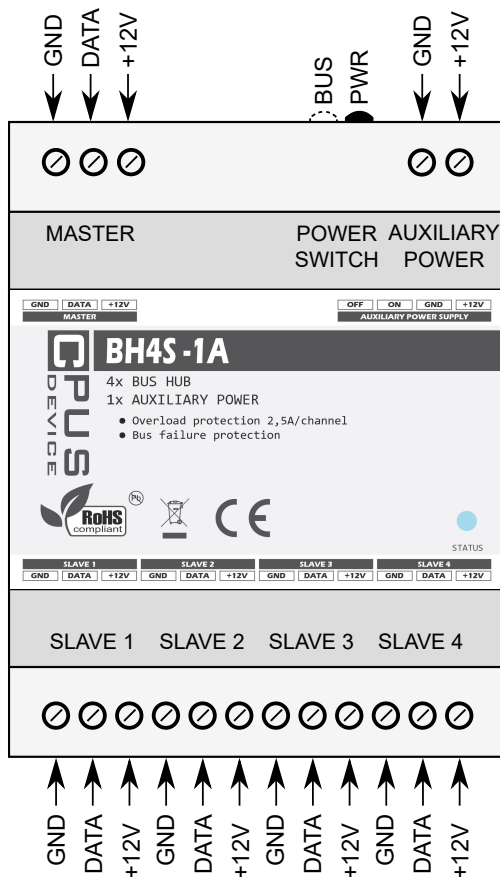 GND DATA +12V BUS PWR GND +12V
MASTER POWER SWITCH AUXILIARY POWER
GND DATA +12V OFF ON GND +12V
MASTER AUXILIARY POWER SUPPLY
OPUS DEVICE
BH4S-1A
4x BUS HUB
1x AUXILIARY POWER
● Overload protection 2,5A/channel
● Bus failure protection
RoHS
compliant
Pb
CE
STATUS
SLAVE 1 SLAVE 2 SLAVE 3 SLAVE 4
GND DATA +12V GND DATA +12V GND DATA +12V GND DATA +12V
SLAVE 1 SLAVE 2 SLAVE 3 SLAVE 4
GND DATA +12V GND DATA +12V GND DATA +12V GND DATA +12V